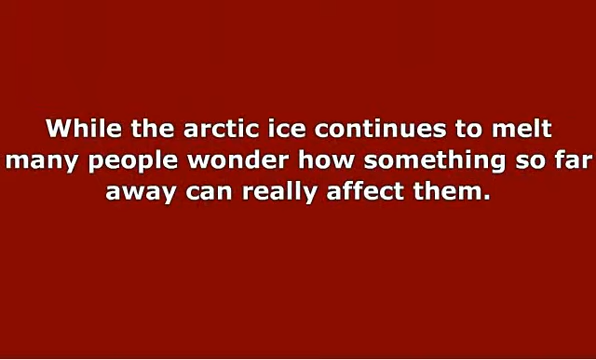 While the arctic ice continues to melt
many people wonder how something so far
away can really affect them.